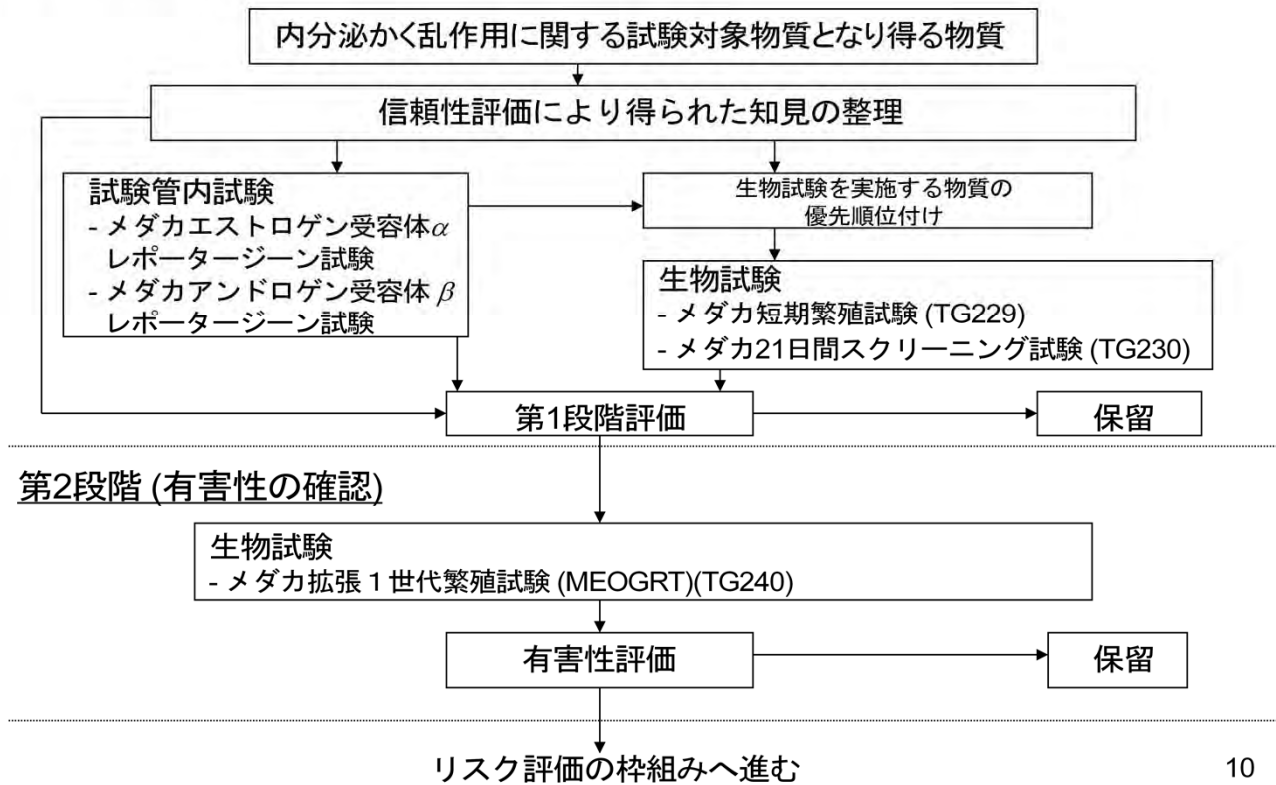 内分泌かく乱作用に関する試験対象物質となり得る物質
信頼性評価により得られた知見の整理
試験管内試験
- メダカエストロゲン受容体α
レポータージーン試験
- メダカアンドロゲン受容体 β
レポータージーン試験
生物試験を実施する物質の
優先順位付け
生物試験
- メダカ短期繁殖試験 (TG229)
- メダカ21日間スクリーニング試験 (TG230)
第1段階評価
保留
第2段階 (有害性の確認)
生物試験
- メダカ拡張１世代繁殖試験 (MEOGRT)(TG240)
有害性評価
保留
リスク評価の枠組みへ進む
10